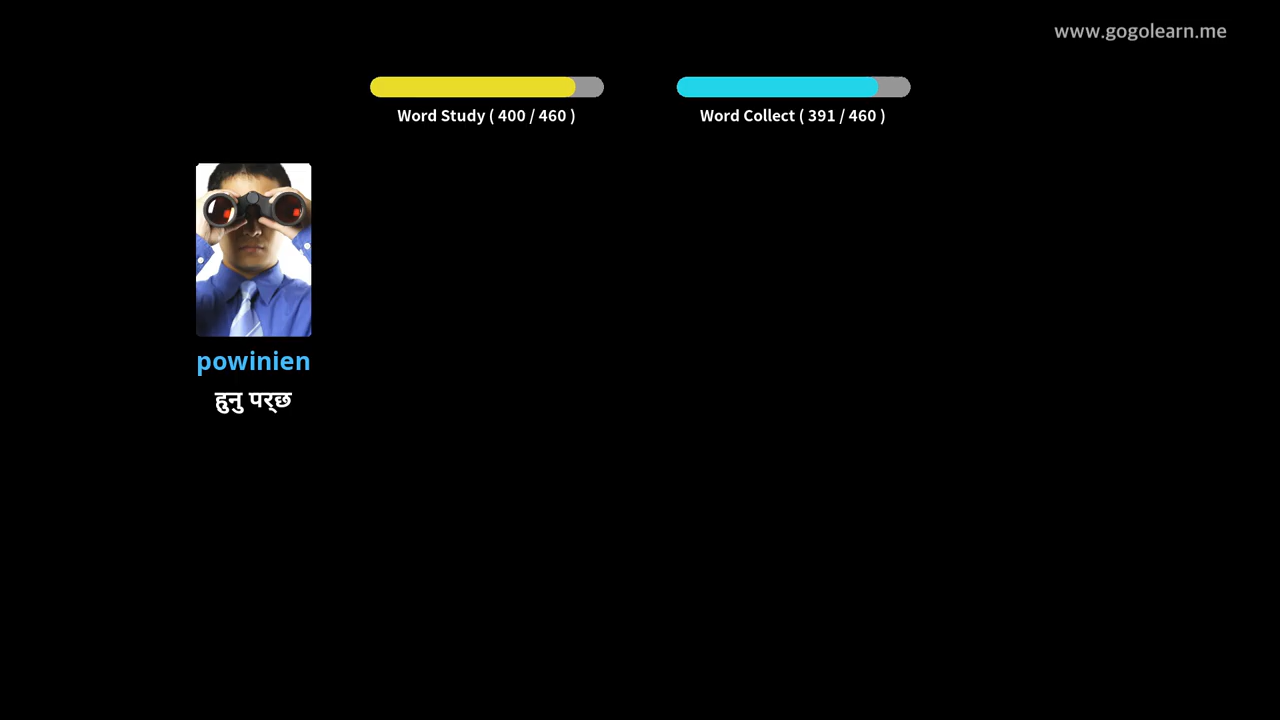 www.gogolearn.me
Word Study ( 400 / 460 )
Word Collect ( 391 / 460 )
powinien
हुनु पर्छ